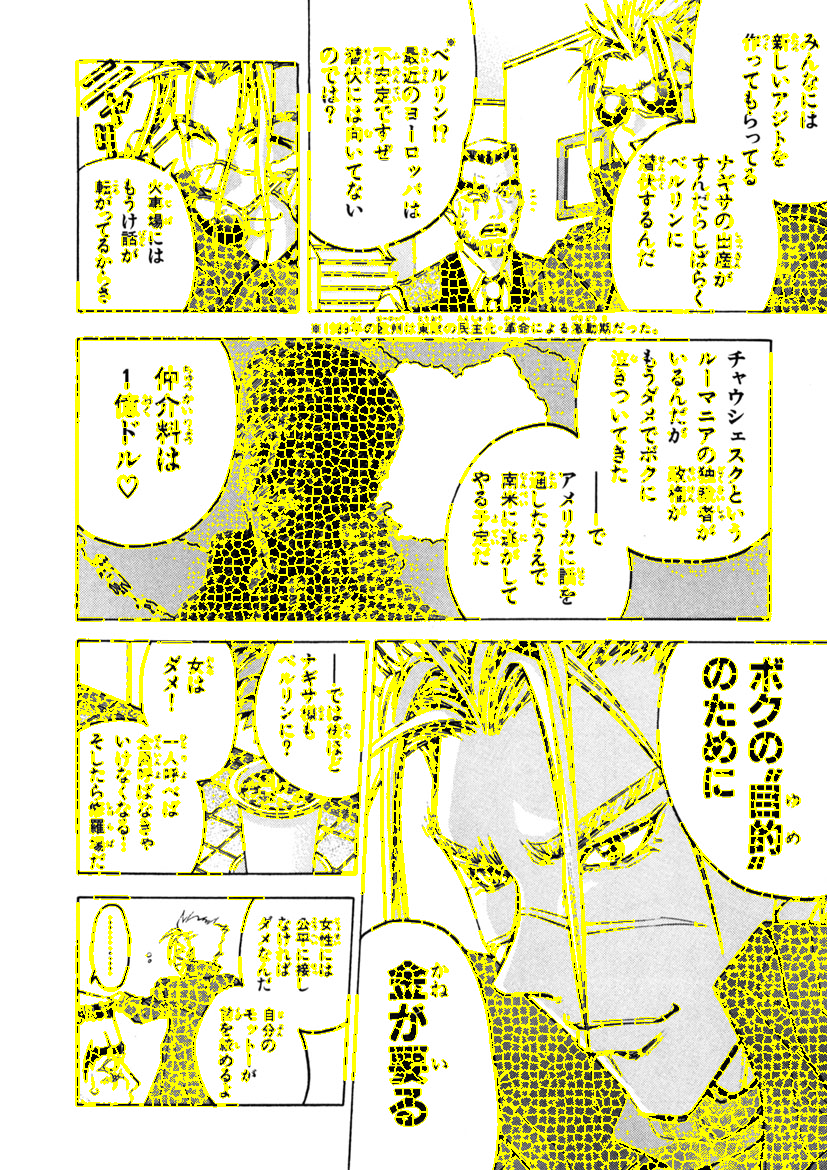 みんなには
新しいアジトを
作ってもらってる
ナギサの出産が
すんだらしばらく
ベルリンに
潜伏するんだ
ベルリン!?
最近のヨーロッパは
不安定ですぜ
潜伏には向いてない
のでは?
火事場には
もうけ話が
転がってるからさ
チャウシェスクという
ルーマニアの独裁者が
いるんだが 政権が
もうダメでボクに
泣きついてきた
──で
アメリカに話を
通したうえで
南米に逃がして
やる予定だ
仲介料は
1億ドル♡
ボクの“目的”
のために
ゆめ
金が要る
かね い
ナギサ様も
ベルリンに?
女は
ダメ!
一人呼べば
全員呼ばなきゃ
いけなくなる!
そしたら修羅場だ
女性には
公平に接し
なければ
ダメなんだ
自分の
モットーが
首を絞めるよ
…………